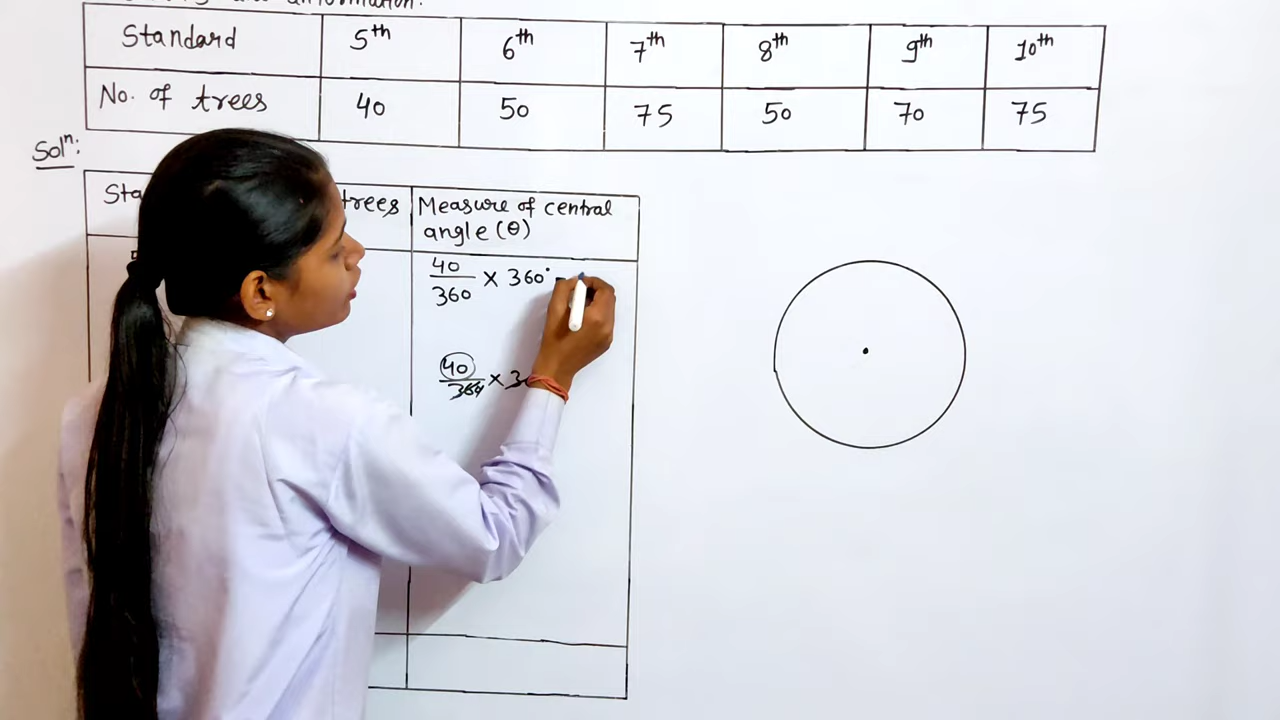 Standard 5th 6th 7th 8th 9th 10th
No. of trees 40 50 75 50 70 75
Soln:
trees Measure of central
angle (θ)
40/360 × 360°
40/360 ×